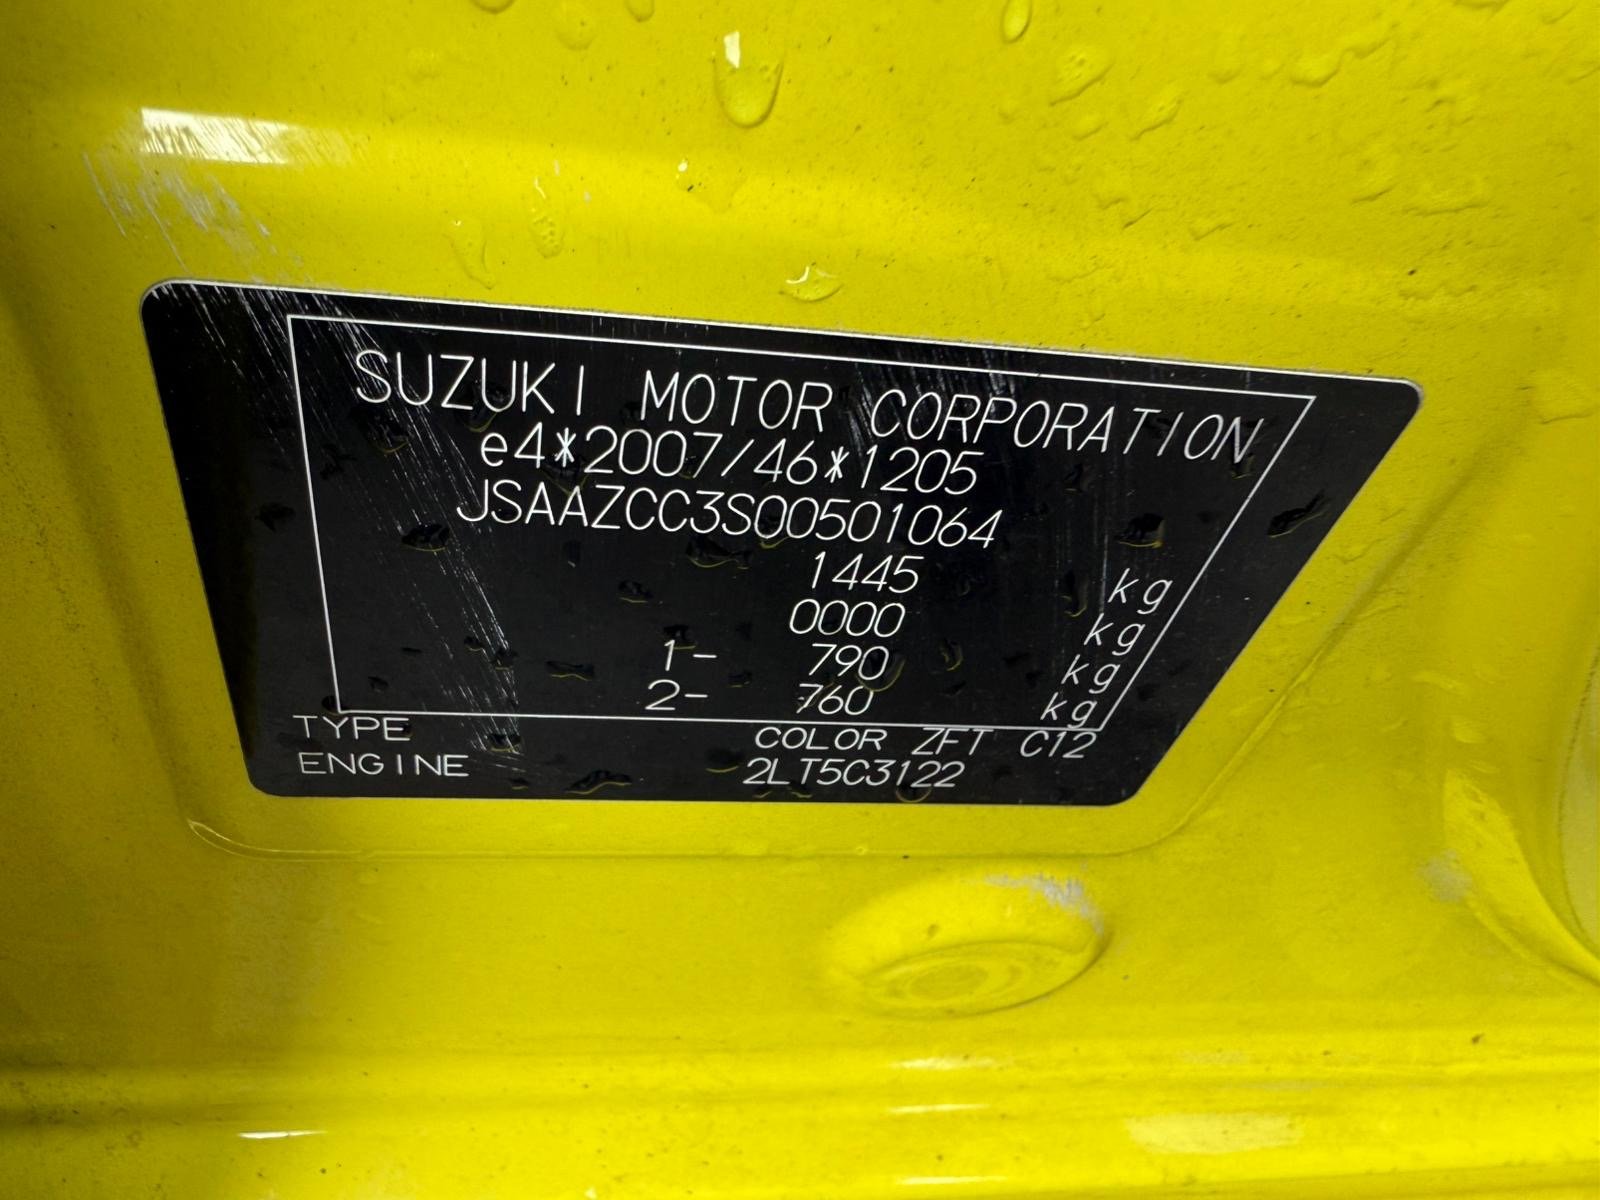 SUZUKI MOTOR CORPORATION
e4*2007/46*1205
JSAAZCC3S00501064
1445 kg
0000 kg
1- 790 kg
2- 760 kg
TYPE COLOR ZFT C12
ENGINE 2LT5C3122